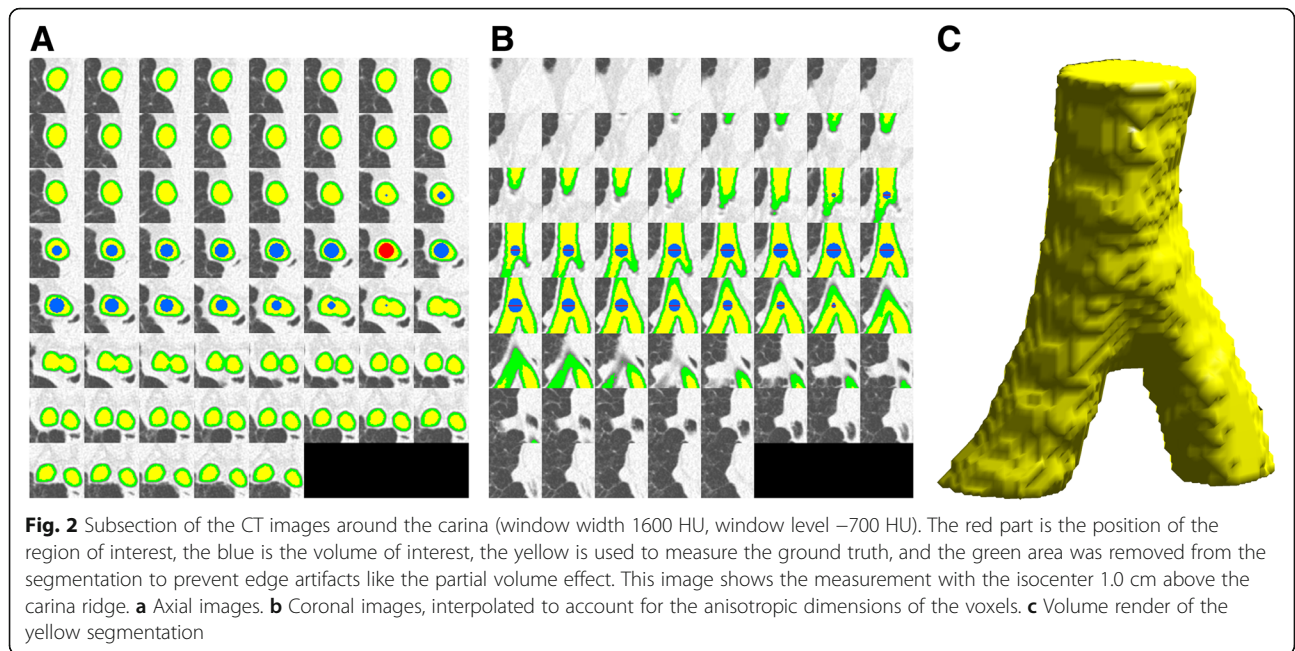 A B C
Fig. 2 Subsection of the CT images around the carina (window width 1600 HU, window level −700 HU). The red part is the position of the
region of interest, the blue is the volume of interest, the yellow is used to measure the ground truth, and the green area was removed from the
segmentation to prevent edge artifacts like the partial volume effect. This image shows the measurement with the isocenter 1.0 cm above the
carina ridge. a Axial images. b Coronal images, interpolated to account for the anisotropic dimensions of the voxels. c Volume render of the
yellow segmentation